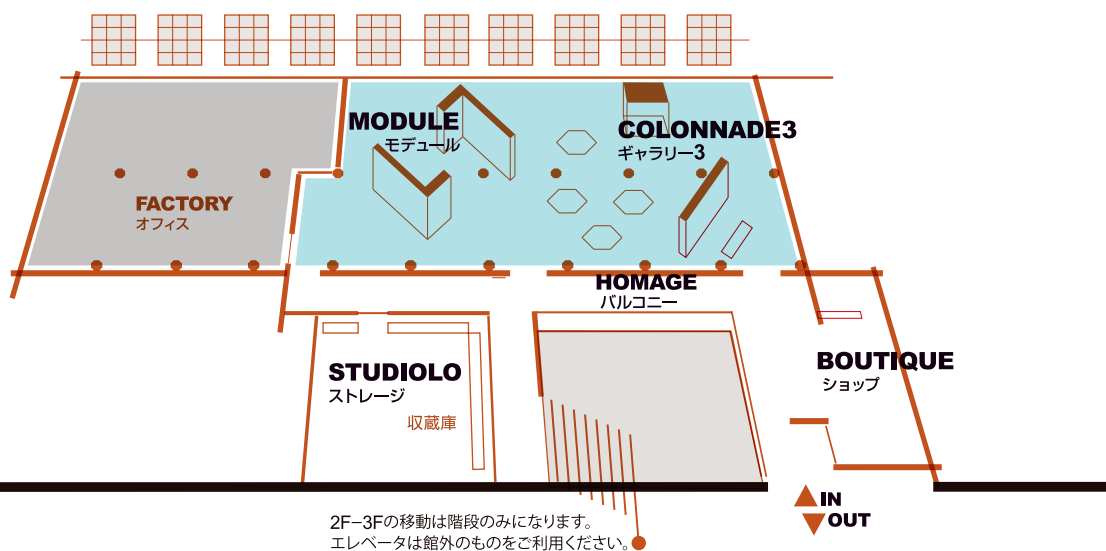 MODULE
モデュール
COLONNADE3
ギャラリー3
FACTORY
オフィス
HOMAGE
バルコニー
STUDIOLO
ストレージ
収蔵庫
BOUTIQUE
ショップ
IN
OUT
2F–3Fの移動は階段のみになります。
エレベータは館外のものをご利用ください。